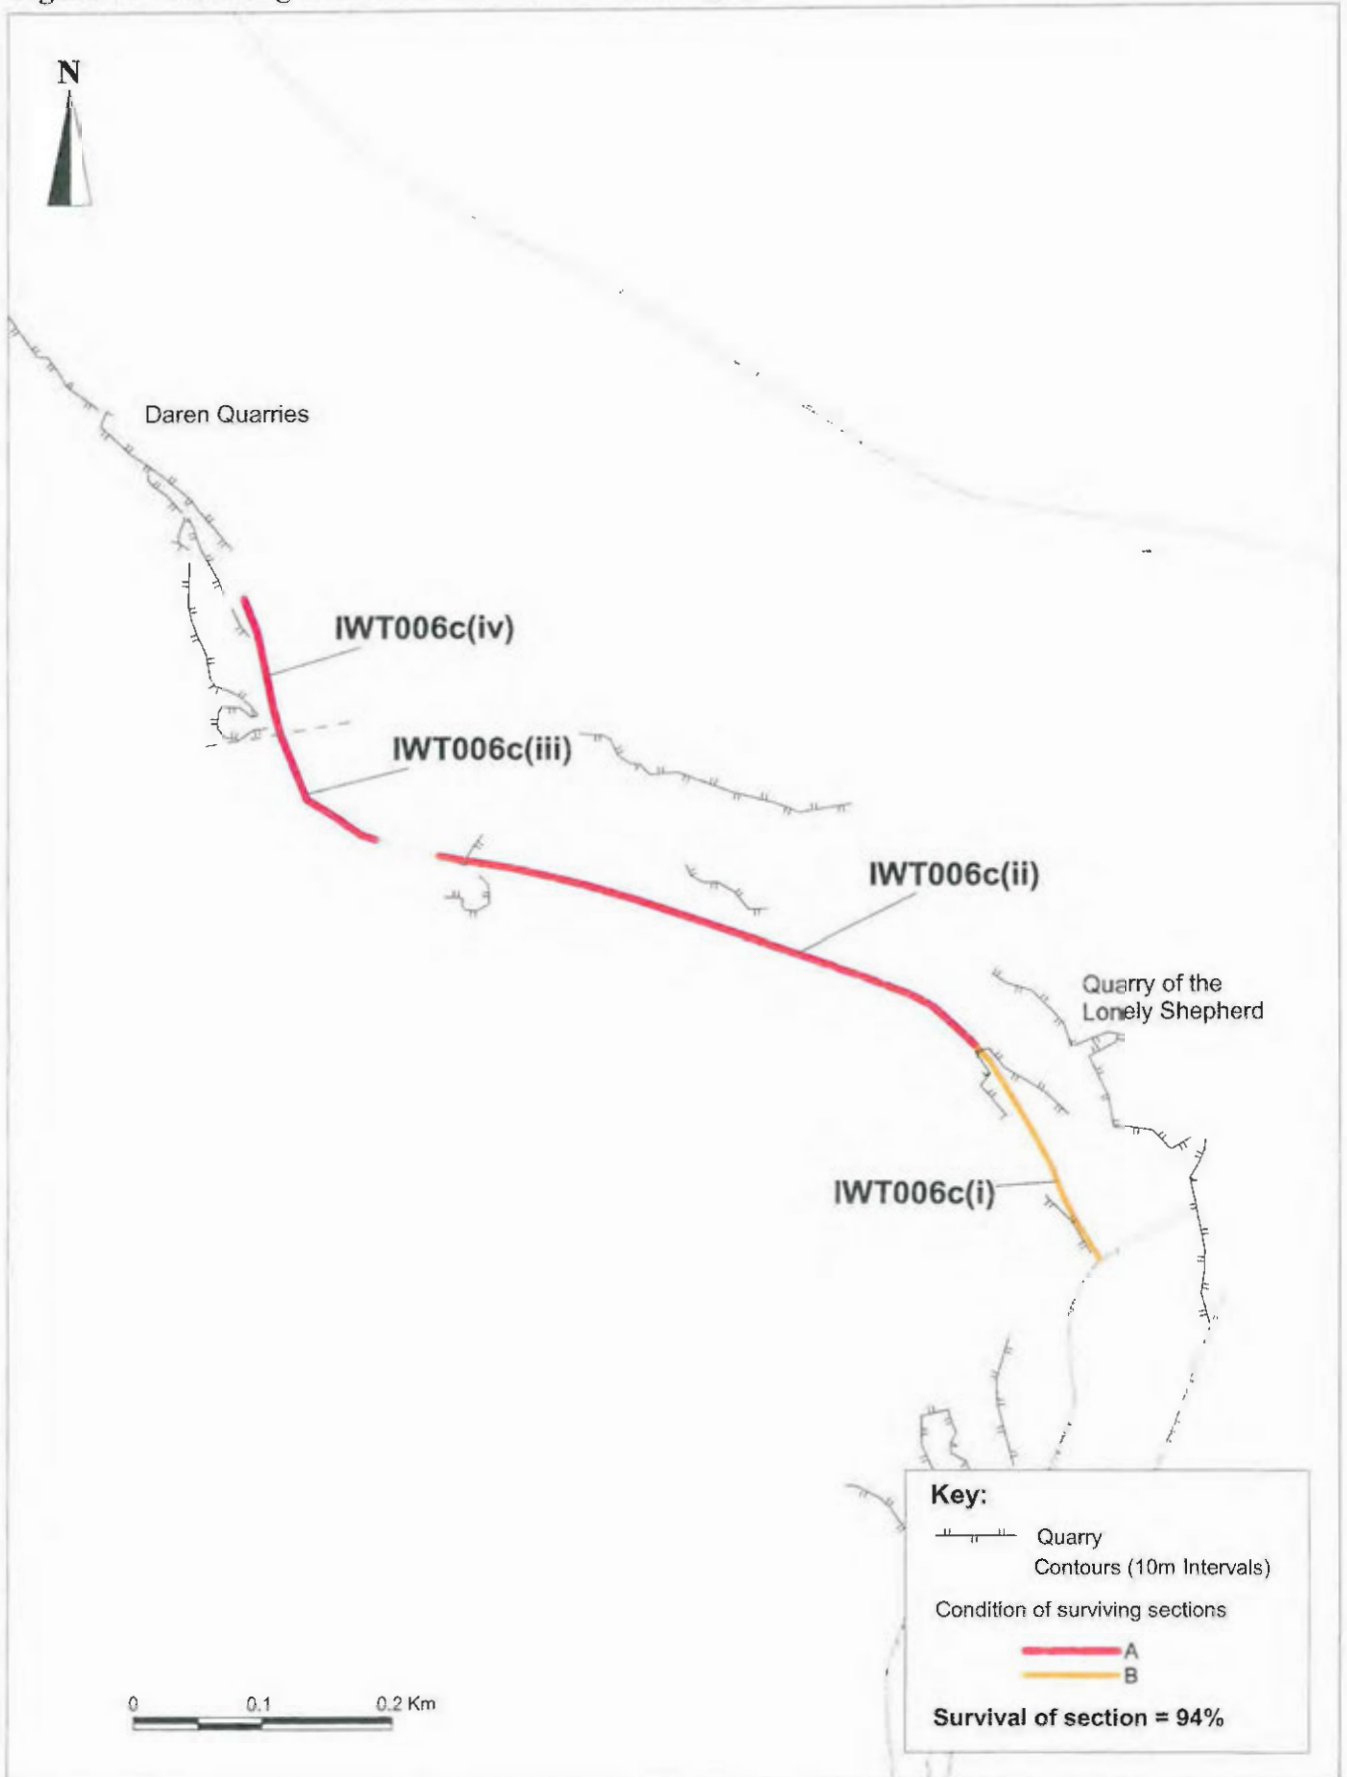 N
Daren Quarries
IWT006c(iv)
IWT006c(iii)
IWT006c(ii)
Quarry of the
Lonely Shepherd
IWT006c(i)
Key:
Quarry
Contours (10m Intervals)
Condition of surviving sections
A
B
Survival of section = 94%
0 0.1 0.2 Km